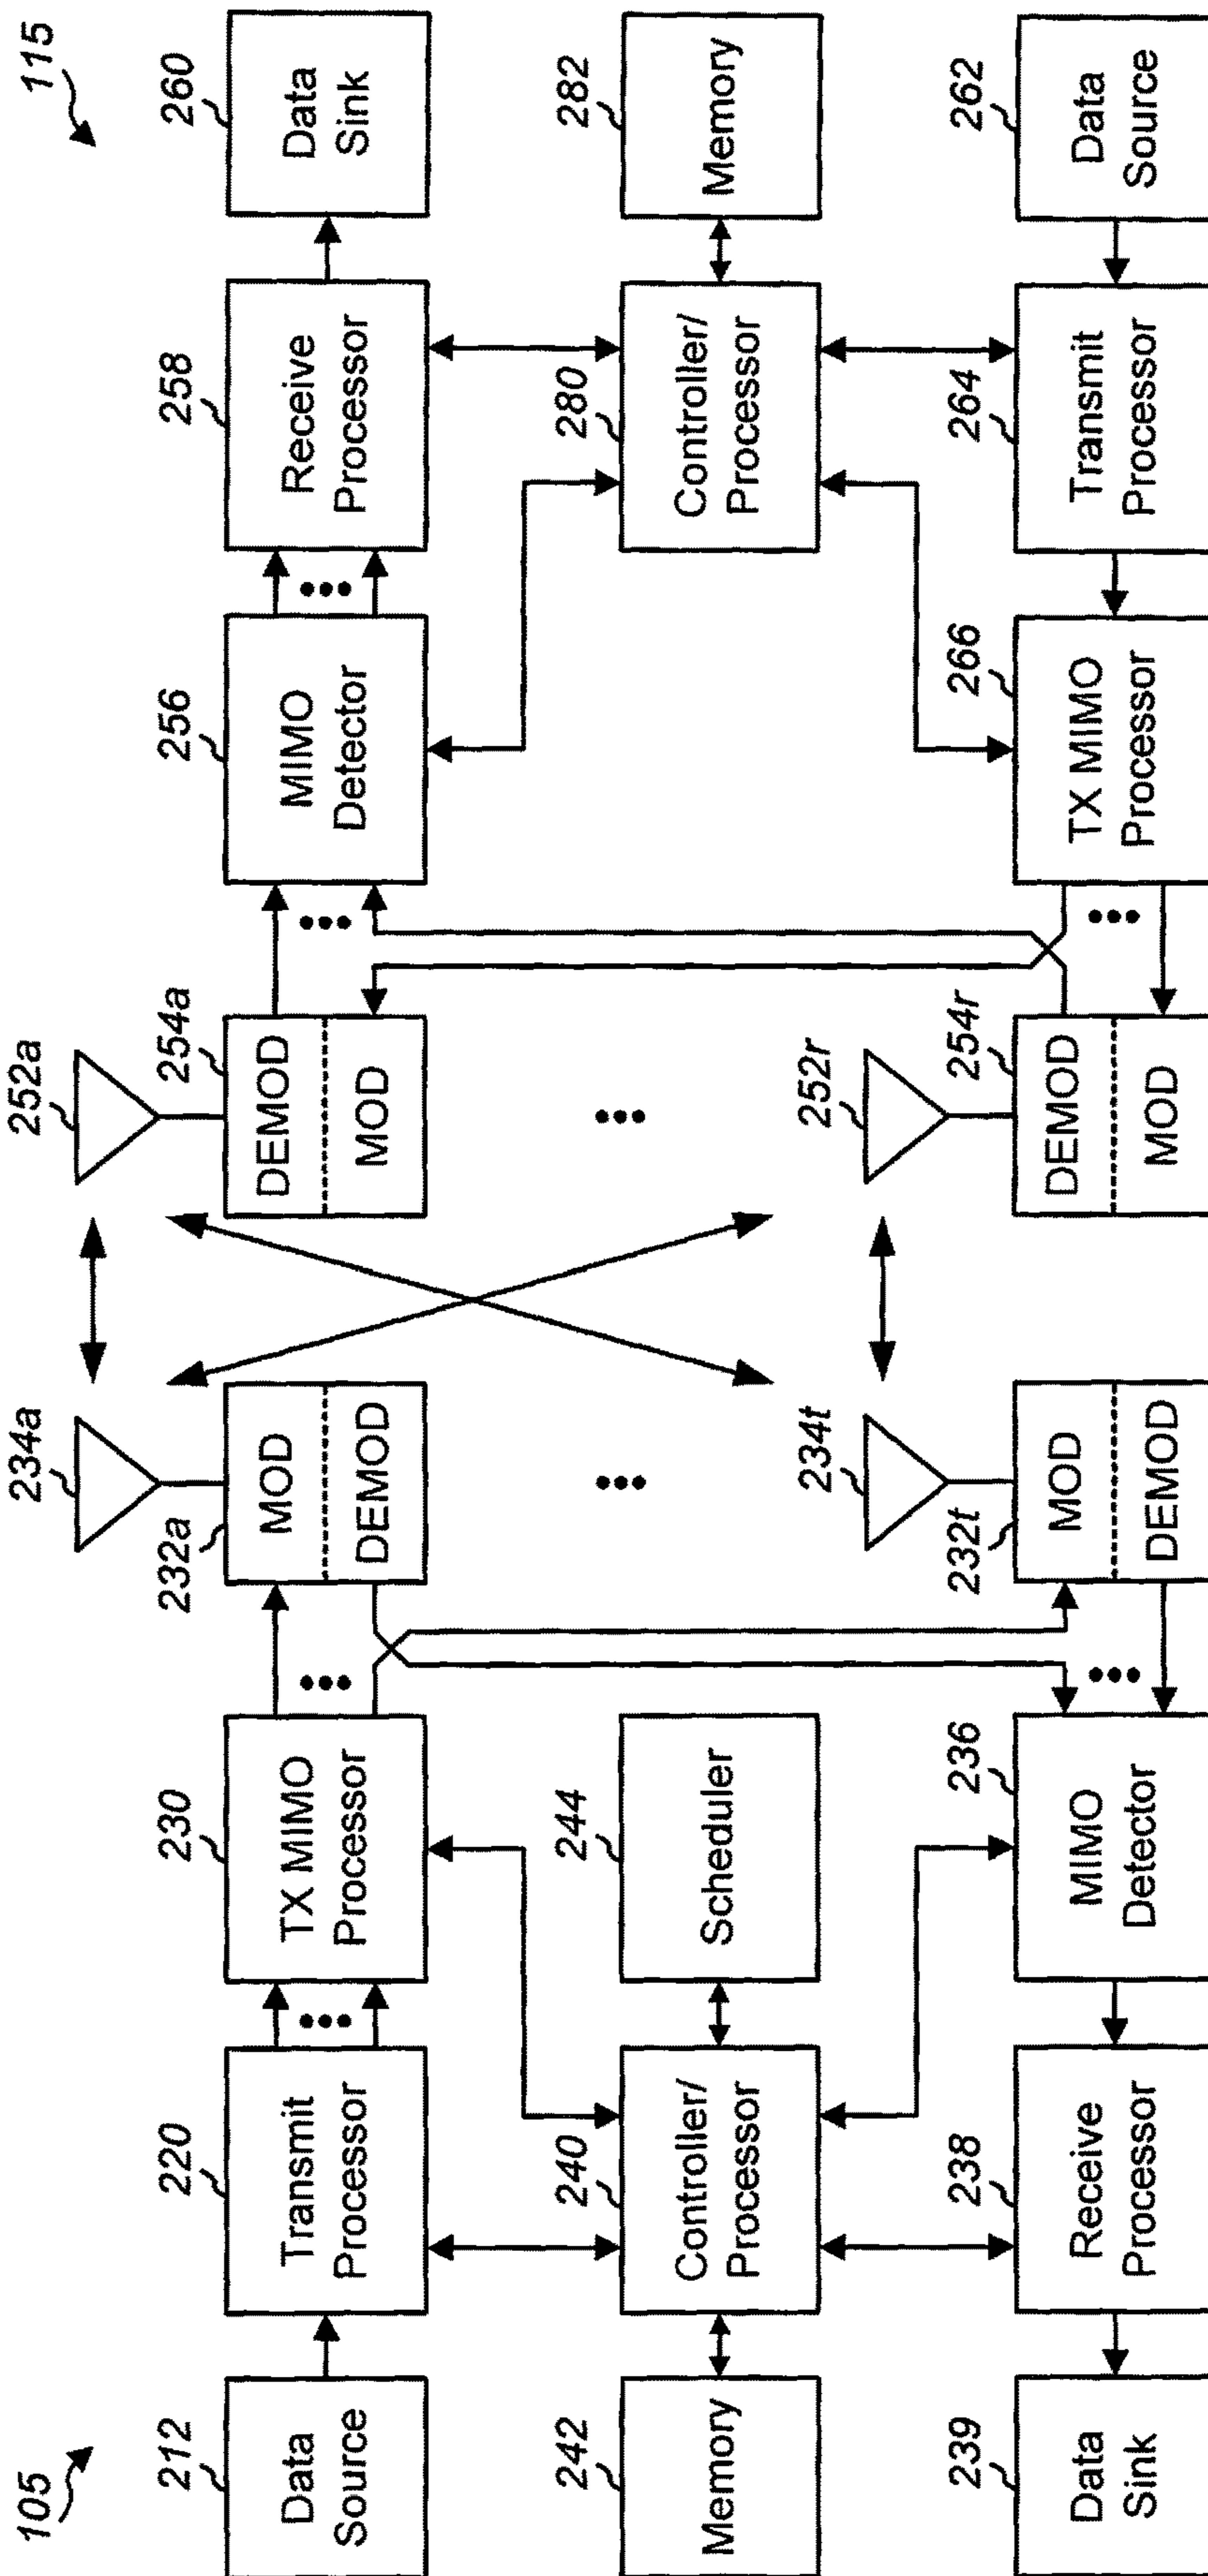 105
115
212
Data
Source
220
Transmit
Processor
230
TX MIMO
Processor
232a
MOD
DEMOD
234a
252a
254a
DEMOD
MOD
256
MIMO
Detector
258
Receive
Processor
260
Data
Sink
242
Memory
240
Controller/
Processor
244
Scheduler
280
Controller/
Processor
282
Memory
239
Data
Sink
238
Receive
Processor
236
MIMO
Detector
232t
MOD
DEMOD
234t
252r
254r
DEMOD
MOD
266
TX MIMO
Processor
264
Transmit
Processor
262
Data
Source